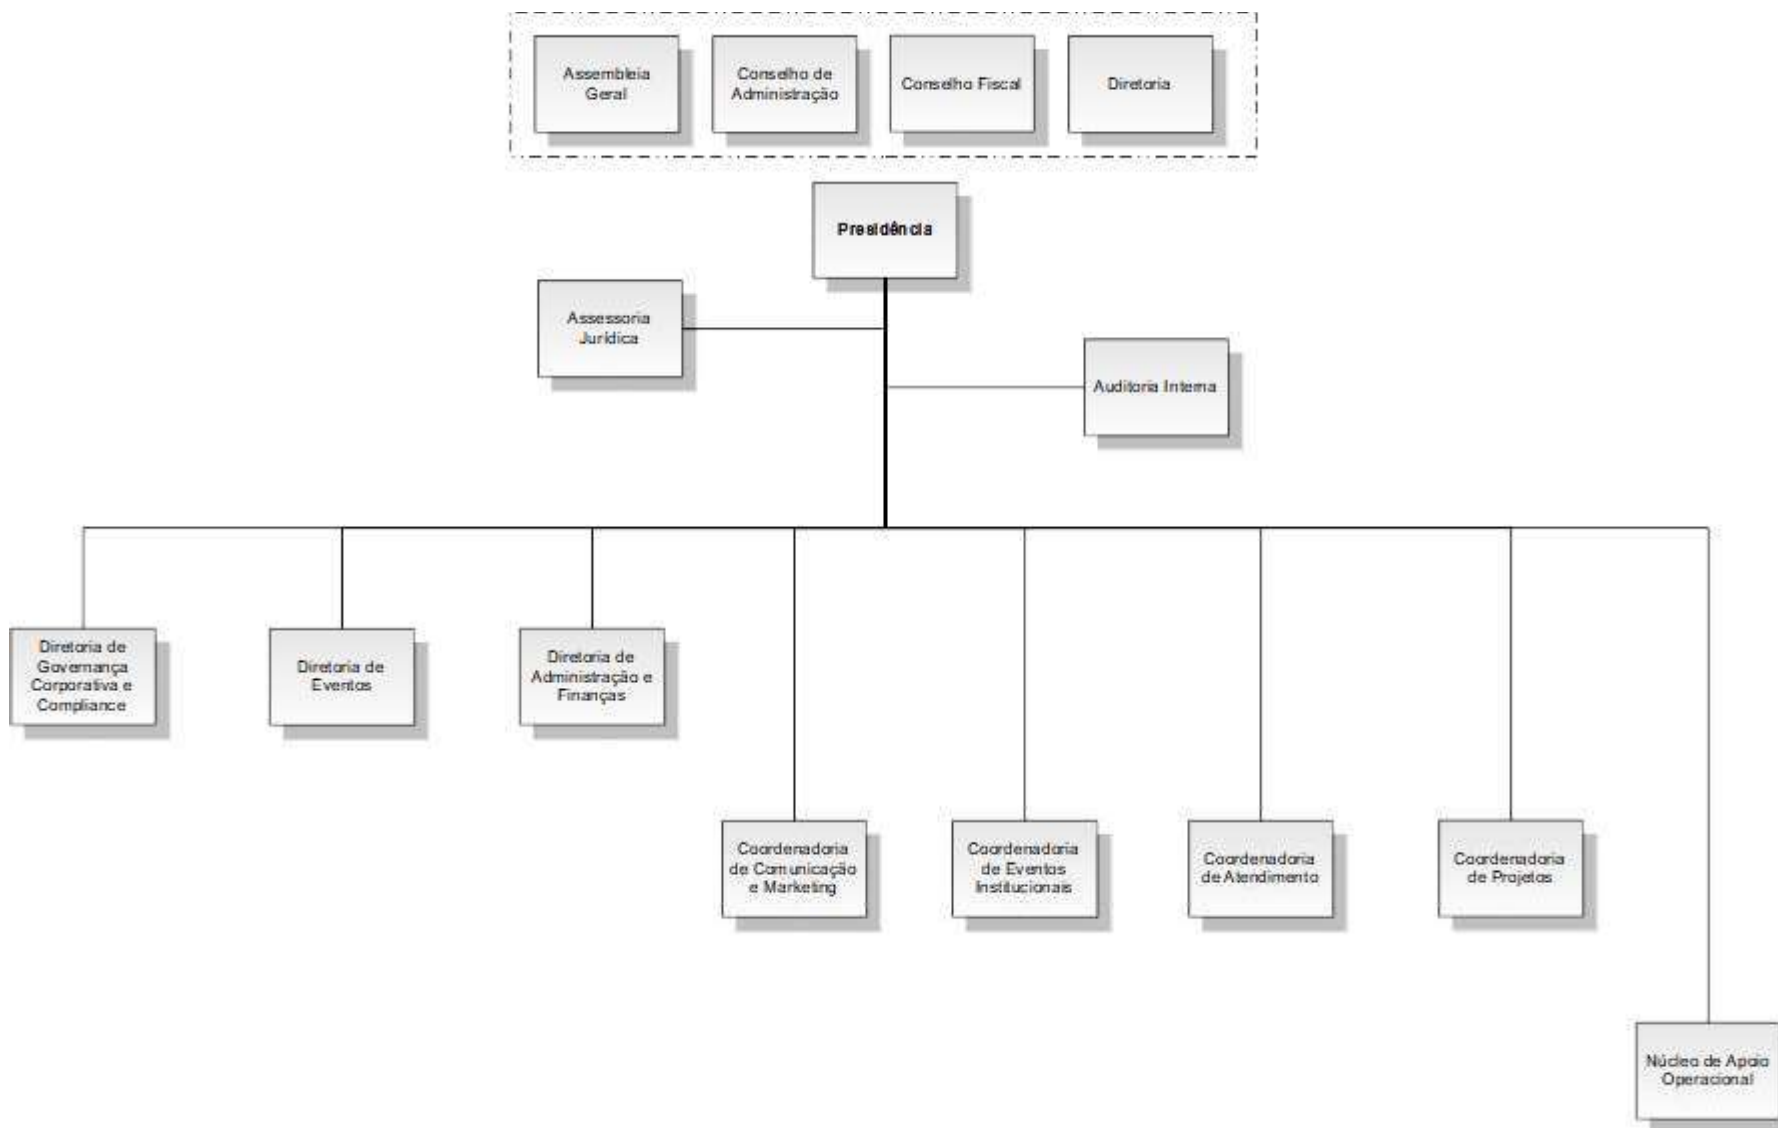 Assembleia
Geral
Conselho de
Administração
Conselho Fiscal
Diretoria
Presidência
Assessoria
Jurídica
Auditoria Interna
Diretoria de
Governança
Corporativa e
Compliance
Diretoria de
Eventos
Diretoria de
Administração e
Finanças
Coordenadoria
de Comunicação
e Marketing
Coordenadoria
de Eventos
Institucionais
Coordenadoria
de Atendimento
Coordenadoria
de Projetos
Núcleo de Apoio
Operacional